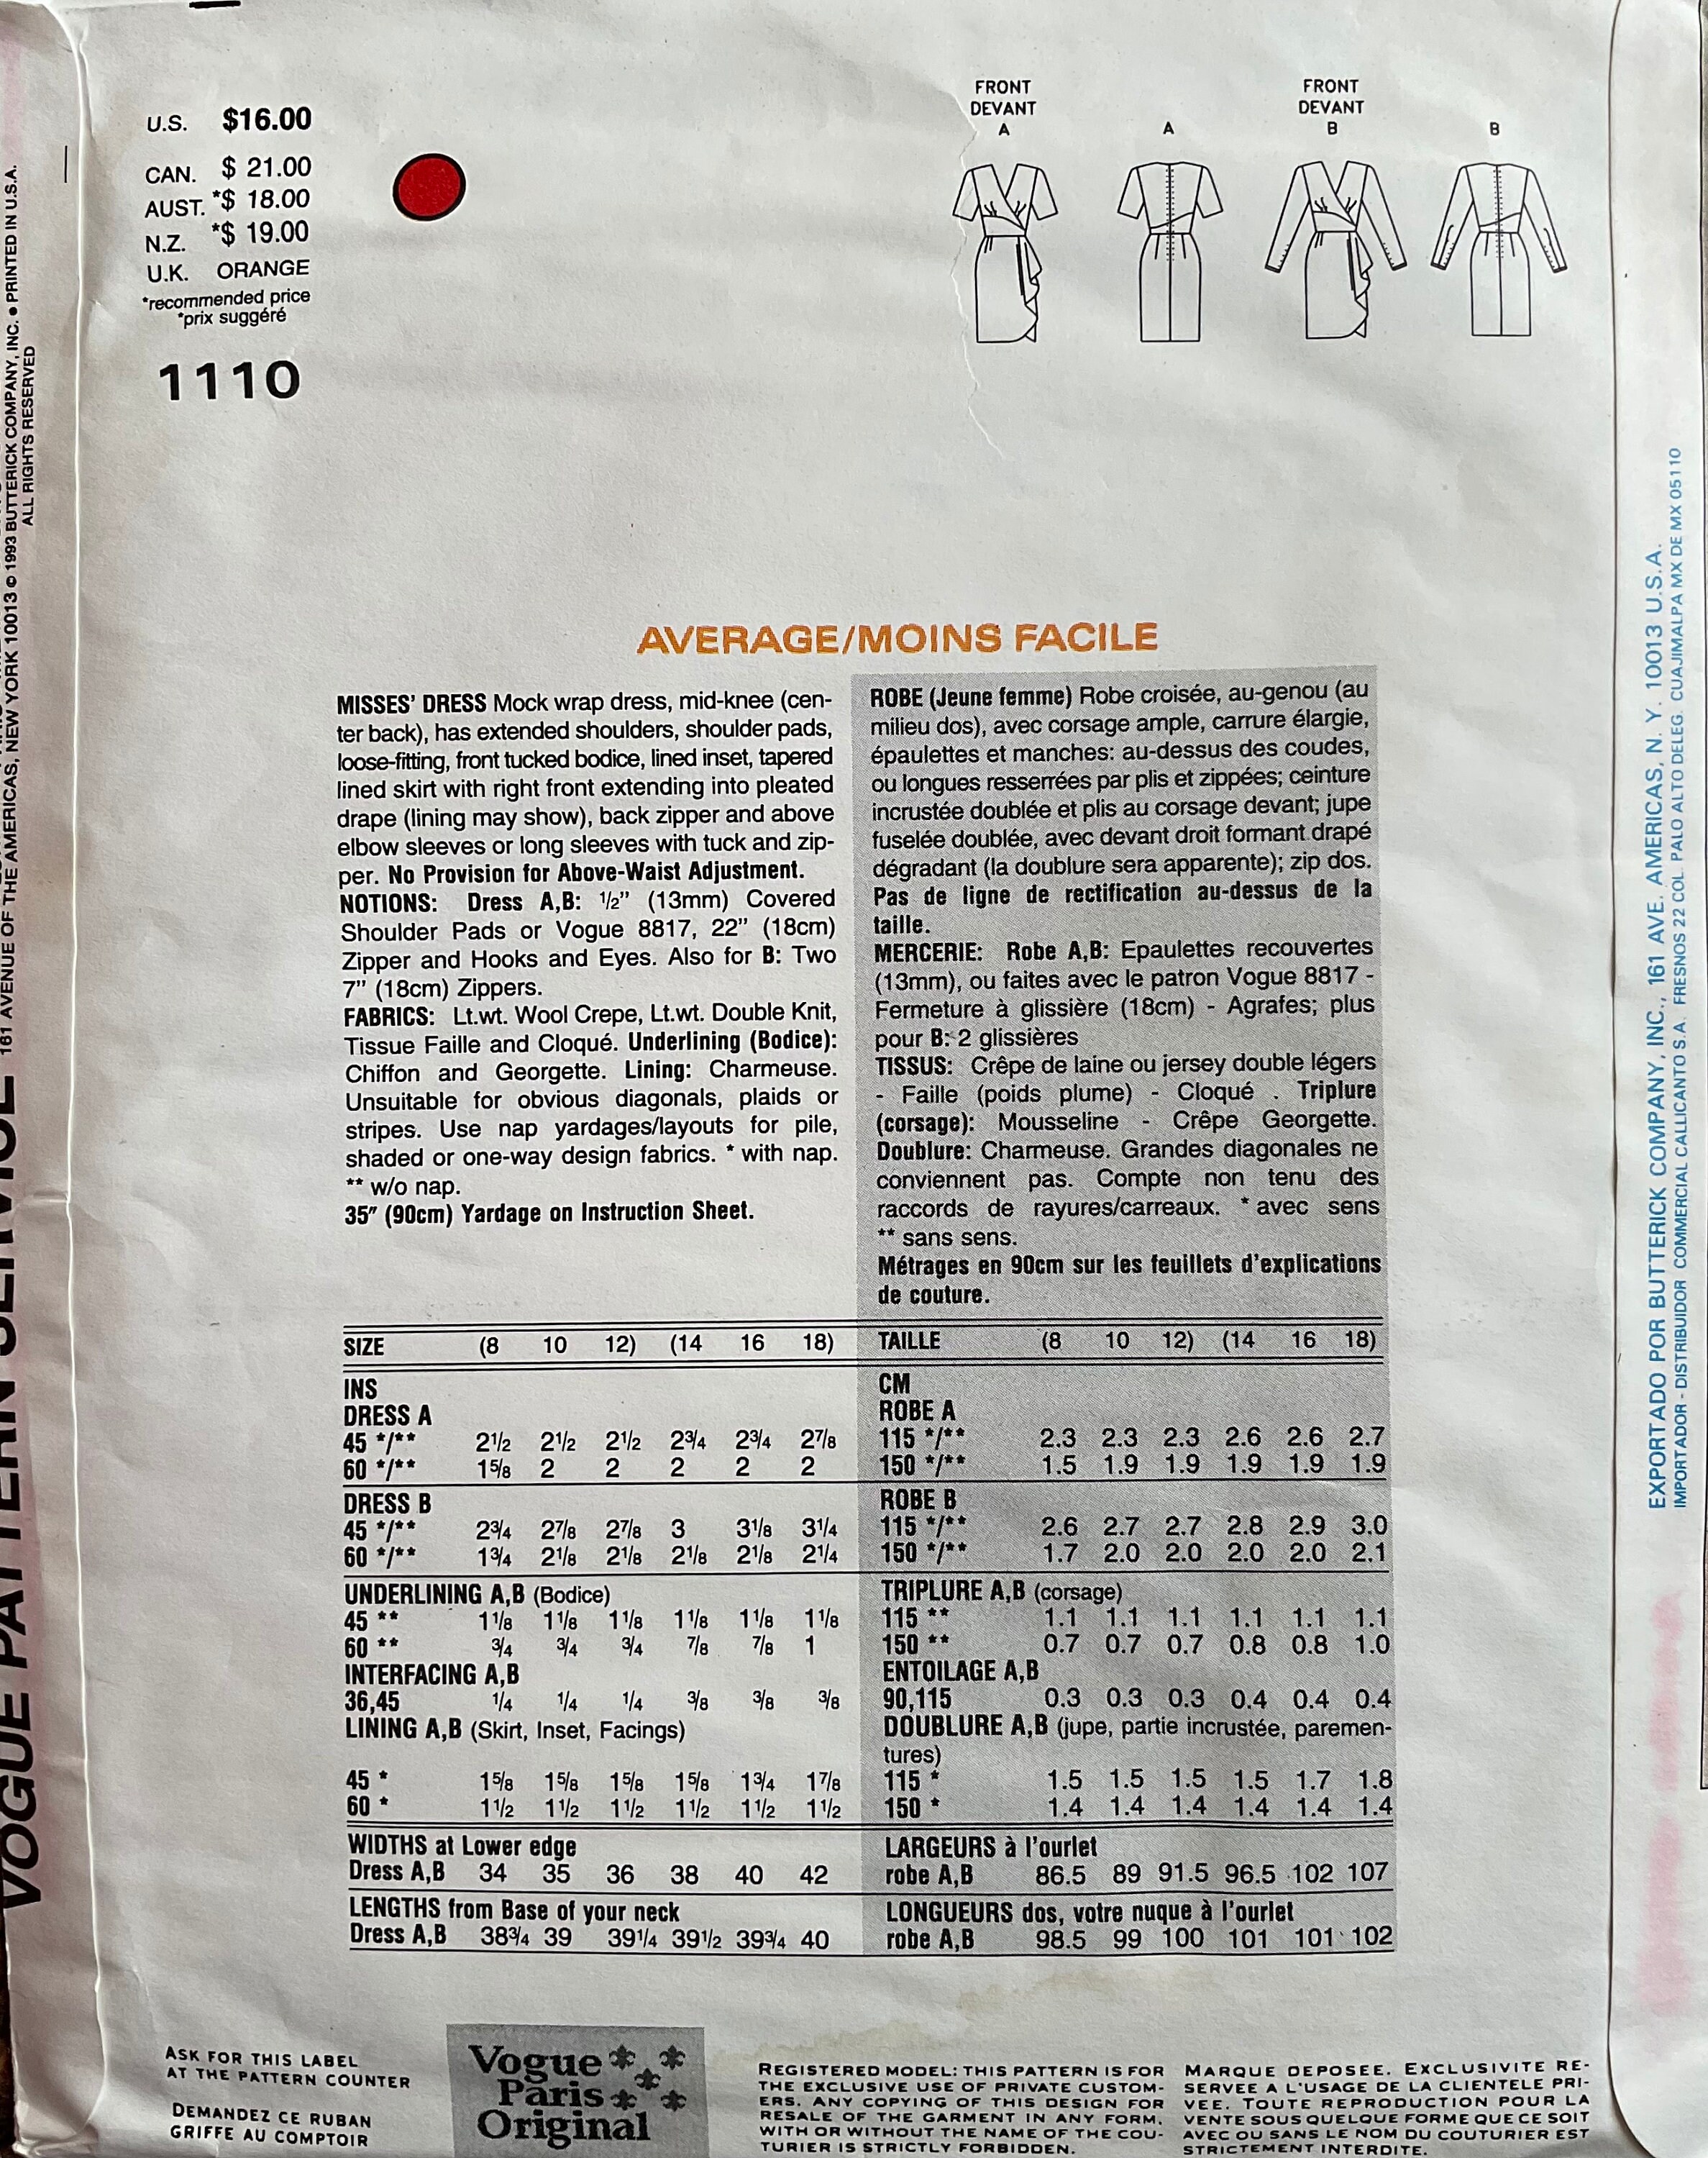 U.S. $16.00
CAN. $ 21.00
AUST. *$ 18.00
N.Z. *$ 19.00
U.K. ORANGE
*recommended price
*prix suggéré
1110
FRONT
DEVANT
A
A
FRONT
DEVANT
B
B
AVERAGE/MOINS FACILE
MISSES' DRESS Mock wrap dress, mid-knee (cen-
ter back), has extended shoulders, shoulder pads,
loose-fitting, front tucked bodice, lined inset, tapered
lined skirt with right front extending into pleated
drape (lining may show), back zipper and above
elbow sleeves or long sleeves with tuck and zip-
per. No Provision for Above-Waist Adjustment.
NOTIONS: Dress A,B: 1/2" (13mm) Covered
Shoulder Pads or Vogue 8817, 22" (18cm)
Zipper and Hooks and Eyes. Also for B: Two
7" (18cm) Zippers.
FABRICS: Lt.wt. Wool Crepe, Lt.wt. Double Knit,
Tissue Faille and Cloqué. Underlining (Bodice):
Chiffon and Georgette. Lining: Charmeuse.
Unsuitable for obvious diagonals, plaids or
stripes. Use nap yardages/layouts for pile,
shaded or one-way design fabrics. * with nap.
** w/o nap.
35" (90cm) Yardage on Instruction Sheet.
ROBE (Jeune femme) Robe croisée, au-genou (au
milieu dos), avec corsage ample, carrure élargie,
épaulettes et manches: au-dessus des coudes,
ou longues resserrées par plis et zippées; ceinture
incrustée doublée et plis au corsage devant; jupe
fuselée doublée, avec devant droit formant drapé
dégradant (la doublure sera apparente); zip dos.
Pas de ligne de rectification au-dessus de la
taille.
MERCERIE: Robe A,B: Epaulettes recouvertes
(13mm), ou faites avec le patron Vogue 8817 -
Fermeture à glissière (18cm) - Agrafes; plus
pour B: 2 glissières
TISSUS: Crêpe de laine ou jersey double légers
- Faille (poids plume) - Cloqué . Triplure
(corsage): Mousseline - Crêpe Georgette.
Doublure: Charmeuse. Grandes diagonales ne
conviennent pas. Compte non tenu des
raccords de rayures/carreaux. * avec sens
** sans sens.
Métrages en 90cm sur les feuillets d'explications
de couture.
SIZE (8 10 12) (14 16 18)
INS
DRESS A
45 */** 2 1/2 2 1/2 2 1/2 2 3/4 2 3/4 2 7/8
60 */** 1 5/8 2 2 2 2 2
DRESS B
45 */** 2 3/4 2 7/8 2 7/8 3 3 1/8 3 1/4
60 */** 1 3/4 2 1/8 2 1/8 2 1/8 2 1/8 2 1/4
UNDERLINING A,B (Bodice)
45 ** 1 1/8 1 1/8 1 1/8 1 1/8 1 1/8 1 1/8
60 ** 3/4 3/4 3/4 7/8 7/8 1
INTERFACING A,B
36,45 1/4 1/4 1/4 3/8 3/8 3/8
LINING A,B (Skirt, Inset, Facings)
45 * 1 5/8 1 5/8 1 5/8 1 5/8 1 3/4 1 7/8
60 * 1 1/2 1 1/2 1 1/2 1 1/2 1 1/2 1 1/2
WIDTHS at Lower edge
Dress A,B 34 35 36 38 40 42
LENGTHS from Base of your neck
Dress A,B 38 3/4 39 39 1/4 39 1/2 39 3/4 40
TAILLE (8 10 12) (14 16 18)
CM
ROBE A
115 */** 2.3 2.3 2.3 2.6 2.6 2.7
150 */** 1.5 1.9 1.9 1.9 1.9 1.9
ROBE B
115 */** 2.6 2.7 2.7 2.8 2.9 3.0
150 */** 1.7 2.0 2.0 2.0 2.0 2.1
TRIPLURE A,B (corsage)
115 ** 1.1 1.1 1.1 1.1 1.1 1.1
150 ** 0.7 0.7 0.7 0.8 0.8 1.0
ENTOILAGE A,B
90,115 0.3 0.3 0.3 0.4 0.4 0.4
DOUBLURE A,B (jupe, partie incrustée, paremen-
tures)
115 * 1.5 1.5 1.5 1.5 1.7 1.8
150 * 1.4 1.4 1.4 1.4 1.4 1.4
LARGEURS à l'ourlet
robe A,B 86.5 89 91.5 96.5 102 107
LONGUEURS dos, votre nuque à l'ourlet
robe A,B 98.5 99 100 101 101 102
ASK FOR THIS LABEL
AT THE PATTERN COUNTER
DEMANDEZ CE RUBAN
GRIFFE AU COMPTOIR
Vogue
Paris
Original
REGISTERED MODEL: THIS PATTERN IS FOR
THE EXCLUSIVE USE OF PRIVATE CUSTOM-
ERS. ANY COPYING OF THIS DESIGN FOR
RESALE OF THE GARMENT IN ANY FORM,
WITH OR WITHOUT THE NAME OF THE COU-
TURIER IS STRICTLY FORBIDDEN.
MARQUE DEPOSEE. EXCLUSIVITE RE-
SERVEE A L'USAGE DE LA CLIENTELE PRI-
VEE. TOUTE REPRODUCTION POUR LA
VENTE SOUS QUELQUE FORME QUE CE SOIT
AVEC OU SANS LE NOM DU COUTURIER EST
STRICTEMENT INTERDITE.
VOGUE PATTERN SERVICE 161 AVENUE OF THE AMERICAS, NEW YORK 10013 © 1993 BUTTERICK COMPANY, INC. ● PRINTED IN U.S.A.
ALL RIGHTS RESERVED
EXPORTADO POR BUTTERICK COMPANY, INC., 161 AVE. AMERICAS, N. Y. 10013 U.S.A.
IMPORTADOR - DISTRIBUIDOR COMMERCIAL CALLICANTO S.A. FRESNOS 22 COL. PALO ALTO DELEG. CUAJIMALPA MX DE MX 05110